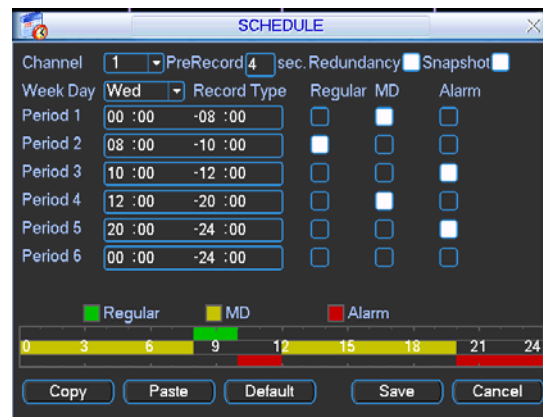 SCHEDULE
Channel 1 PreRecord 4 sec. Redundancy Snapshot
Week Day Wed Record Type Regular MD Alarm
Period 1 00 :00 -08 :00
Period 2 08 :00 -10 :00
Period 3 10 :00 -12 :00
Period 4 12 :00 -20 :00
Period 5 20 :00 -24 :00
Period 6 00 :00 -24 :00
Regular MD Alarm
0 3 6 9 12 15 18 21 24
Copy Paste Default Save Cancel